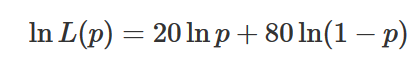 ln L(p) = 20 ln p + 80 ln(1 − p)